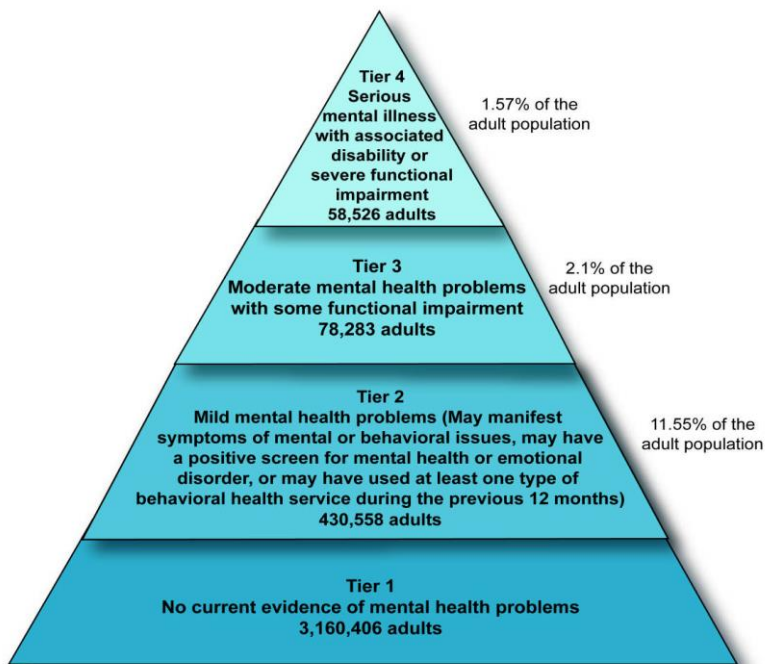 Tier 4
Serious
mental illness
with associated
disability or
severe functional
impairment
58,526 adults
1.57% of the
adult population
Tier 3
Moderate mental health problems
with some functional impairment
78,283 adults
2.1% of the
adult population
Tier 2
Mild mental health problems (May manifest
symptoms of mental or behavioral issues, may have
a positive screen for mental health or emotional
disorder, or may have used at least one type of
behavioral health service during the previous 12 months)
430,558 adults
11.55% of the
adult population
Tier 1
No current evidence of mental health problems
3,160,406 adults